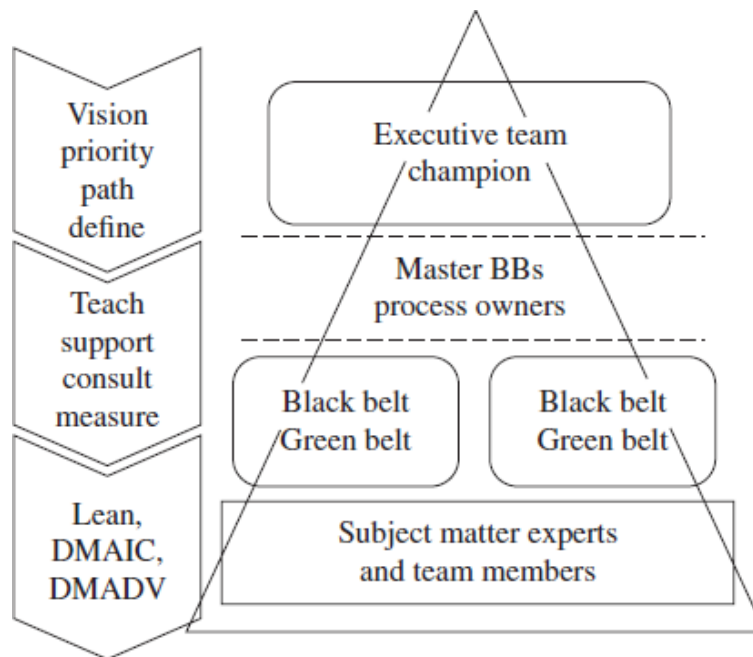 Vision
priority
path
define
Executive team
champion
Master BBs
process owners
Teach
support
consult
measure
Black belt
Green belt
Black belt
Green belt
Lean,
DMAIC,
DMADV
Subject matter experts
and team members